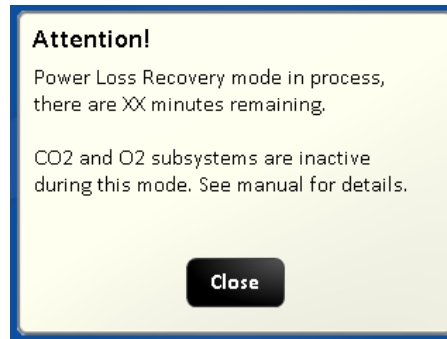 Attention!
Power Loss Recovery mode in process,
there are XX minutes remaining.
CO2 and O2 subsystems are inactive
during this mode. See manual for details.
Close